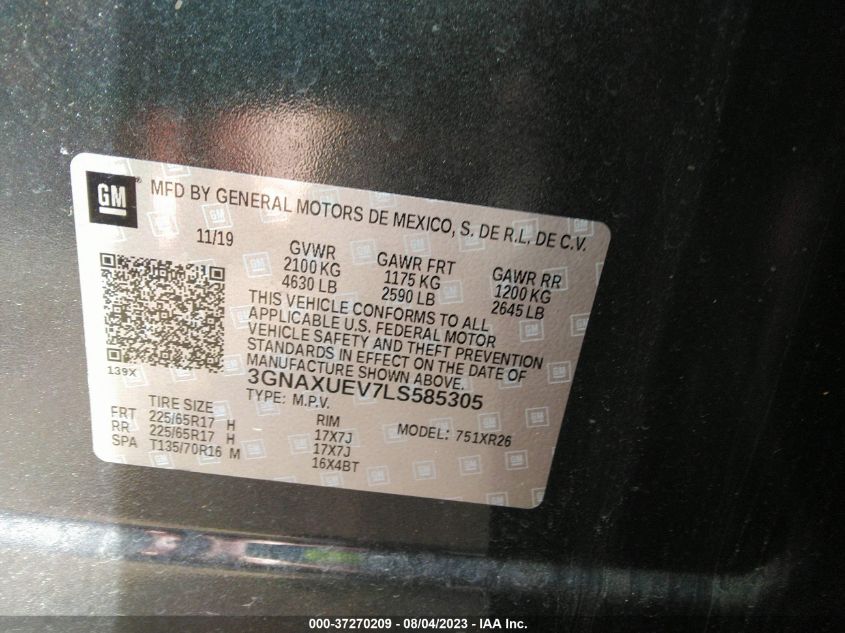 GM MFD BY GENERAL MOTORS DE MEXICO, S. DE R.L. DE C.V.
11/19 GVWR GAWR FRT GAWR RR
2100 KG 1175 KG 1200 KG
4630 LB 2590 LB 2645 LB
THIS VEHICLE CONFORMS TO ALL
APPLICABLE U.S. FEDERAL MOTOR
VEHICLE SAFETY AND THEFT PREVENTION
STANDARDS IN EFFECT ON THE DATE OF
MANUFACTURE SHOWN ABOVE.
139X
3GNAXUEV7LS585305
TYPE: M.P.V.
TIRE SIZE RIM MODEL: 751XR26
FRT 225/65R17 H 17X7J
RR 225/65R17 H 17X7J
SPA T135/70R16 M 16X4BT
000-37270209 - 08/04/2023 - IAA Inc.